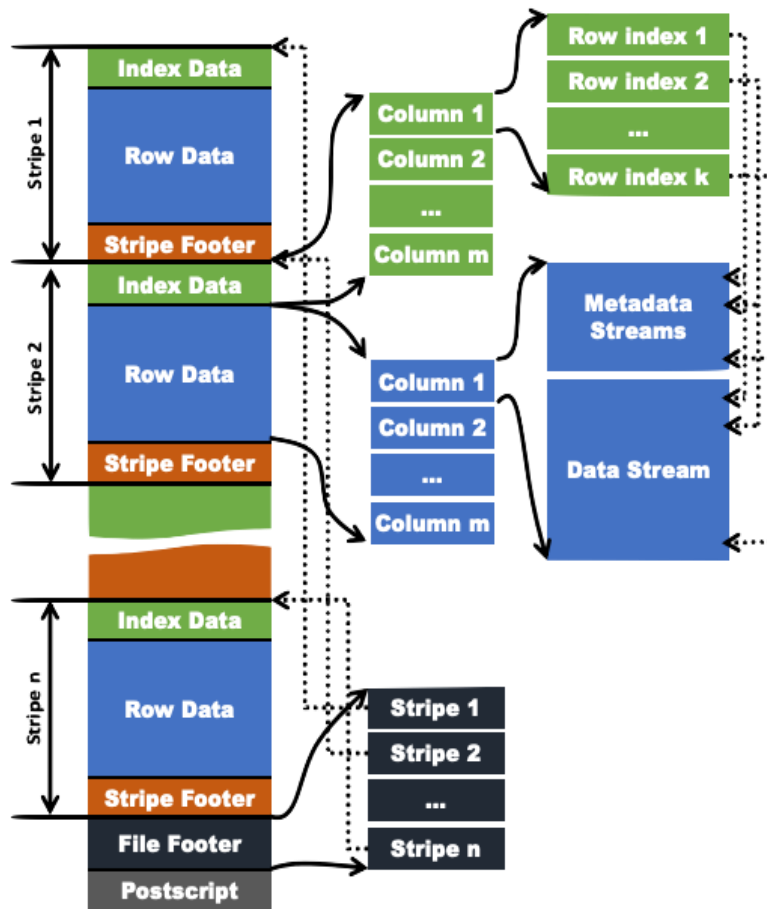 Stripe 1
Index Data
Row Data
Stripe Footer
Stripe 2
Index Data
Row Data
Stripe Footer
Stripe n
Index Data
Row Data
Stripe Footer
File Footer
Postscript
Column 1
Column 2
...
Column m
Row index 1
Row index 2
...
Row index k
Column 1
Column 2
...
Column m
Metadata
Streams
Data Stream
Stripe 1
Stripe 2
...
Stripe n